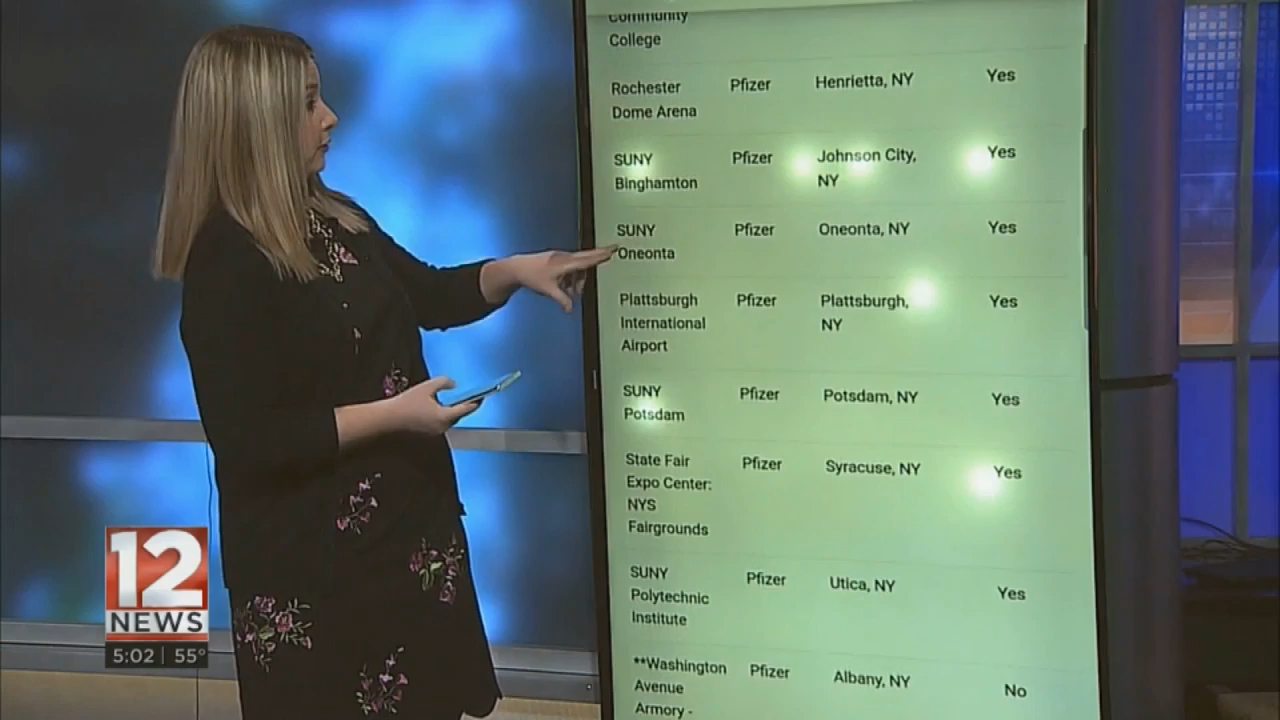 Community
College
Rochester
Dome Arena
Pfizer
Henrietta, NY
Yes
SUNY
Binghamton
Pfizer
Johnson City,
NY
Yes
SUNY
Oneonta
Pfizer
Oneonta, NY
Yes
Plattsburgh
International
Airport
Pfizer
Plattsburgh,
NY
Yes
SUNY
Potsdam
Pfizer
Potsdam, NY
Yes
State Fair
Expo Center:
NYS
Fairgrounds
Pfizer
Syracuse, NY
Yes
SUNY
Polytechnic
Institute
Pfizer
Utica, NY
Yes
**Washington
Avenue
Armory -
Pfizer
Albany, NY
No
12
NEWS
5:02 | 55°